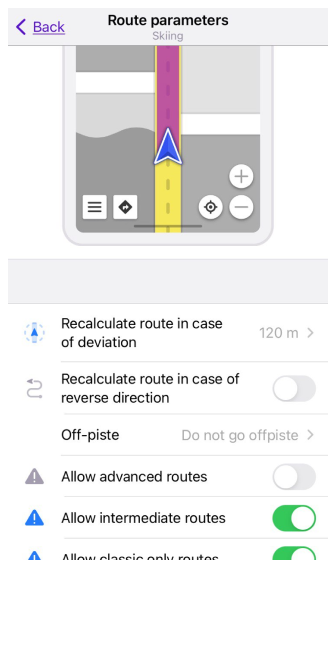 Back
Route parameters
Skiing
Recalculate route in case
of deviation
120 m
Recalculate route in case of
reverse direction
Off-piste
Do not go offpiste
Allow advanced routes
Allow intermediate routes
Allow classic only routes